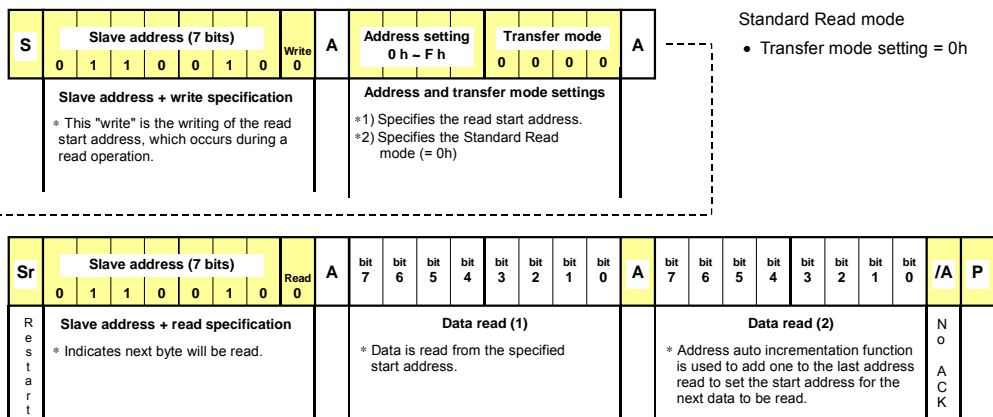 Standard Read mode
• Transfer mode setting = 0h
S Slave address (7 bits) Write A Address setting Transfer mode A
0 h ~ F h
0 1 1 0 0 1 0 0 0 0 0 0
Slave address + write specification
* This "write" is the writing of the read
start address, which occurs during a
read operation.
Address and transfer mode settings
*1) Specifies the read start address.
*2) Specifies the Standard Read
mode (= 0h)
Sr Slave address (7 bits) Read A bit 7 bit 6 bit 5 bit 4 bit 3 bit 2 bit 1 bit 0 A bit 7 bit 6 bit 5 bit 4 bit 3 bit 2 bit 1 bit 0 /A P
0 1 1 0 0 1 0 0
Restart
Slave address + read specification
* Indicates next byte will be read.
Data read (1)
* Data is read from the specified
start address.
Data read (2)
* Address auto incrementation function
is used to add one to the last address
read to set the start address for the
next data to be read.
No ACK